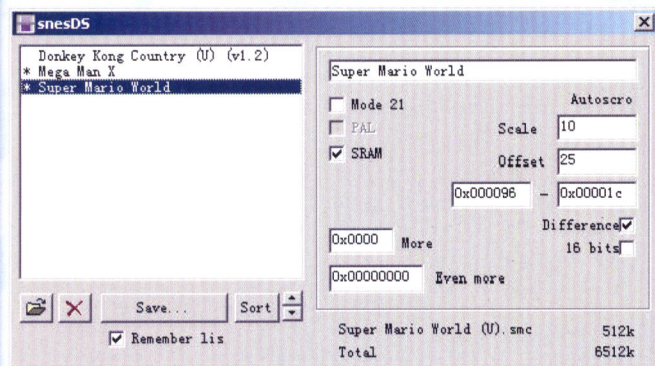 snesDS
Donkey Kong Country (U) (v1.2)
* Mega Man X
* Super Mario World
Save...
Sort
Remember lis
Super Mario World
Mode 21
PAL
SRAM
Autoscro
Scale
10
Offset
25
0x000096 - 0x00001c
Difference
16 bits
0x0000 More
0x00000000 Even more
Super Mario World (U).smc 512k
Total 6512k